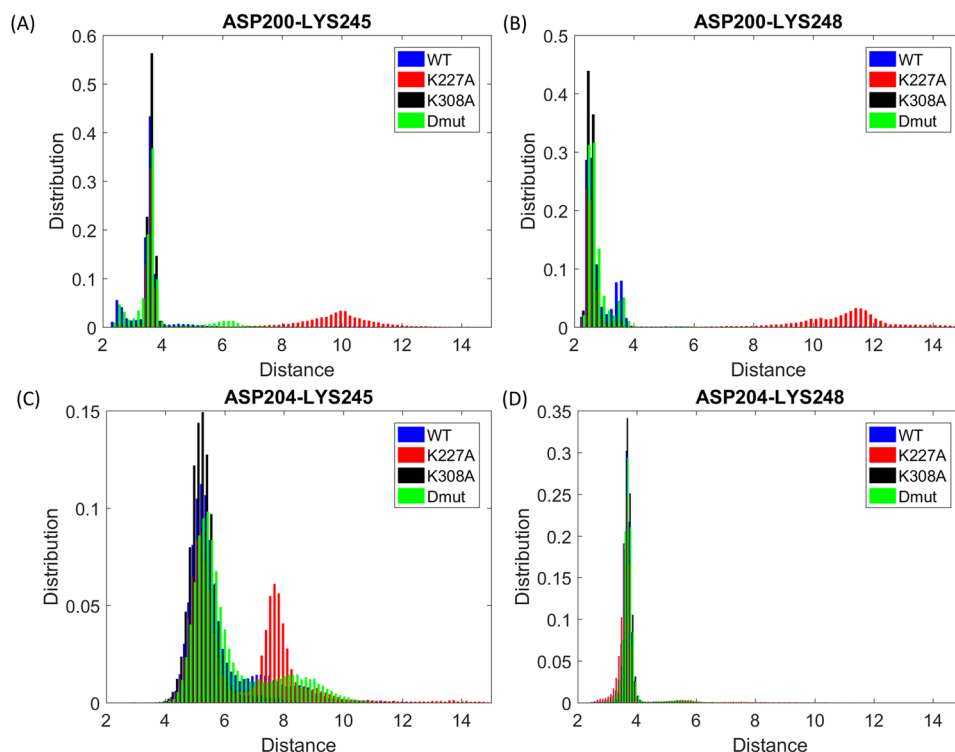 (A)
ASP200-LYS245
0.6
0.5
0.4
0.3
0.2
0.1
0
Distribution
2 4 6 8 10 12 14
Distance
WT
K227A
K308A
Dmut
(B)
ASP200-LYS248
0.5
0.4
0.3
0.2
0.1
0
Distribution
2 4 6 8 10 12 14
Distance
WT
K227A
K308A
Dmut
(C)
ASP204-LYS245
0.15
0.1
0.05
0
Distribution
2 4 6 8 10 12 14
Distance
WT
K227A
K308A
Dmut
(D)
ASP204-LYS248
0.35
0.3
0.25
0.2
0.15
0.1
0.05
0
Distribution
2 4 6 8 10 12 14
Distance
WT
K227A
K308A
Dmut